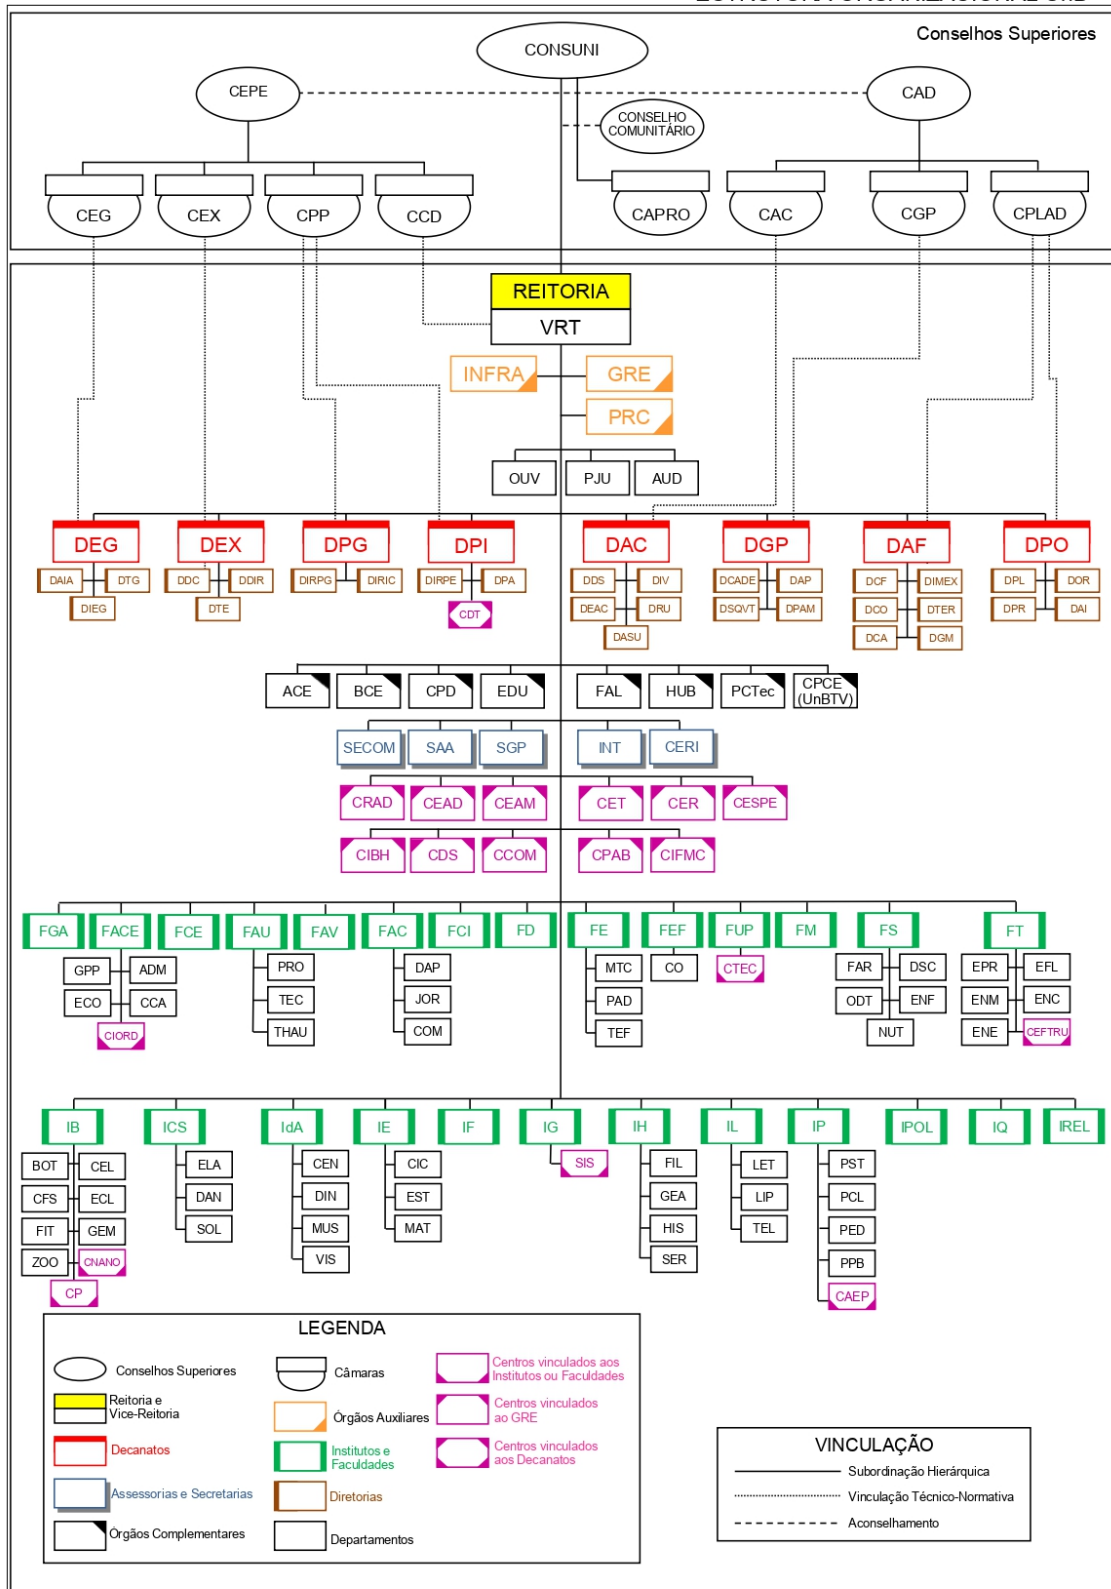 Conselhos Superiores
CONSUNI
CEPE
CAD
CONSELHO
COMUNITÁRIO
CEG
CEX
CPP
CCD
CAPRO
CAC
CGP
CPLAD
REITORIA
VRT
INFRA
GRE
PRC
OUV
PJU
AUD
DEG
DEX
DPG
DPI
DAC
DGP
DAF
DPO
DAIA
DTG
DDC
DDIR
DIRPG
DIRIC
DIRPE
DPA
DDS
DIV
DCADE
DAP
DCF
DIMEX
DPL
DOR
DIEG
DTE
CDT
DEAC
DRU
DSQVT
DPAM
DCO
DTER
DPR
DAI
DASU
DCA
DGM
ACE
BCE
CPD
EDU
FAL
HUB
PCTec
CPCE
(UnBTV)
SECOM
SAA
SGP
INT
CERI
CRAD
CEAD
CEAM
CET
CER
CESPE
CIBH
CDS
CCOM
CPAB
CIFMC
FGA
FACE
FCE
FAU
FAV
FAC
FCI
FD
FE
FEF
FUP
FM
FS
FT
GPP
ADM
PRO
DAP
MTC
CO
CTEC
FAR
DSC
EPR
EFL
ECO
CCA
TEC
JOR
PAD
ODT
ENF
ENM
ENC
CIORD
THAU
COM
TEF
NUT
ENE
CEFTRU
IB
ICS
IdA
IE
IF
IG
IH
IL
IP
IPOL
IQ
IREL
BOT
CEL
ELA
CEN
CIC
SIS
FIL
LET
PST
CFS
ECL
DAN
DIN
EST
GEA
LIP
PCL
FIT
GEM
SOL
MUS
MAT
HIS
TEL
PED
ZOO
CNANO
VIS
SER
PPB
CP
CAEP
LEGENDA
Conselhos Superiores
Reitoria e
Vice-Reitoria
Decanatos
Assessorias e Secretarias
Órgãos Complementares
Câmaras
Órgãos Auxiliares
Institutos e
Faculdades
Diretorias
Departamentos
Centros vinculados aos
Institutos ou Faculdades
Centros vinculados
ao GRE
Centros vinculados
aos Decanatos
VINCULAÇÃO
Subordinação Hierárquica
Vinculação Técnico-Normativa
Aconselhamento